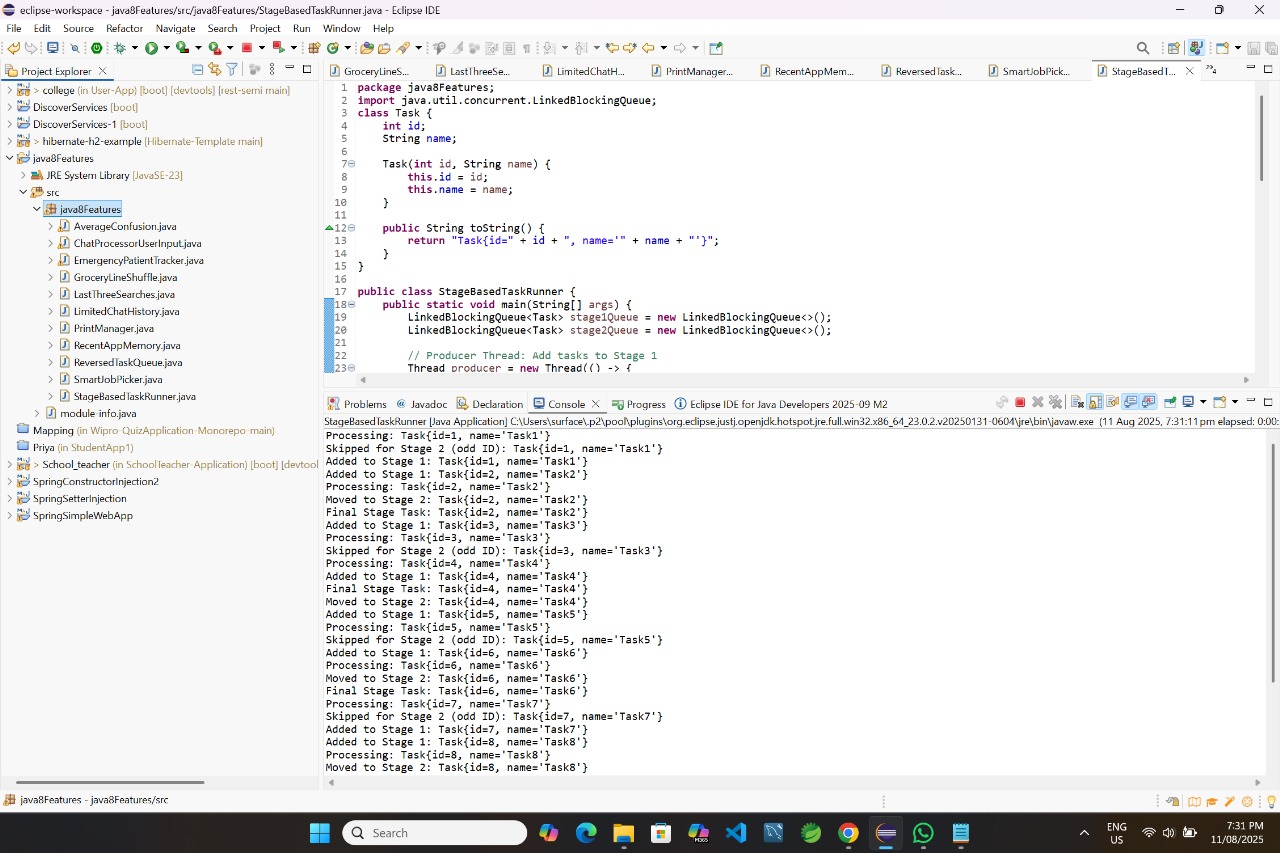 eclipse-workspace - java8Features/src/java8Features/StageBasedTaskRunner.java - Eclipse IDE
File Edit Source Refactor Navigate Search Project Run Window Help
Project Explorer
> college (in User-App) [boot] [devtools] [rest-semi main]
DiscoverServices [boot]
DiscoverServices-1 [boot]
> hibernate-h2-example [Hibernate-Template main]
java8Features
JRE System Library [JavaSE-23]
src
java8Features
AverageConfusion.java
ChatProcessorUserInput.java
EmergencyPatientTracker.java
GroceryLineShuffle.java
LastThreeSearches.java
LimitedChatHistory.java
PrintManager.java
RecentAppMemory.java
ReversedTaskQueue.java
SmartJobPicker.java
StageBasedTaskRunner.java
module-info.java
Mapping (in Wipro-QuizApplication-Monorepo-main)
Priya (in StudentApp1)
> School_teacher (in SchoolTeacher-Application) [boot] [devtool
SpringConstructorInjection2
SpringSetterInjection
SpringSimpleWebApp
GroceryLineS... LastThreeSe... LimitedChatH... PrintManager... RecentAppMem... ReversedTask... SmartJobPick... StageBasedT... 4
1 package java8Features;
2 import java.util.concurrent.LinkedBlockingQueue;
3 class Task {
4 int id;
5 String name;
6
7 Task(int id, String name) {
8 this.id = id;
9 this.name = name;
10 }
11
12 public String toString() {
13 return "Task{id=" + id + ", name='" + name + "'}";
14 }
15 }
16
17 public class StageBasedTaskRunner {
18 public static void main(String[] args) {
19 LinkedBlockingQueue<Task> stage1Queue = new LinkedBlockingQueue<>();
20 LinkedBlockingQueue<Task> stage2Queue = new LinkedBlockingQueue<>();
21
22 // Producer Thread: Add tasks to Stage 1
23 Thread producer = new Thread(() -> {
Problems Javadoc Declaration Console Progress Eclipse IDE for Java Developers 2025-09 M2
StageBasedTaskRunner [Java Application] C:\Users\surface\.p2\pool\plugins\org.eclipse.justj.openjdk.hotspot.jre.full.win32.x86_64_23.0.2.v20250131-0604\jre\bin\javaw.exe (11 Aug 2025, 7:31:11 pm elapsed: 0:00:
Processing: Task{id=1, name='Task1'}
Skipped for Stage 2 (odd ID): Task{id=1, name='Task1'}
Added to Stage 1: Task{id=1, name='Task1'}
Added to Stage 1: Task{id=2, name='Task2'}
Processing: Task{id=2, name='Task2'}
Moved to Stage 2: Task{id=2, name='Task2'}
Final Stage Task: Task{id=2, name='Task2'}
Added to Stage 1: Task{id=3, name='Task3'}
Processing: Task{id=3, name='Task3'}
Skipped for Stage 2 (odd ID): Task{id=3, name='Task3'}
Processing: Task{id=4, name='Task4'}
Added to Stage 1: Task{id=4, name='Task4'}
Final Stage Task: Task{id=4, name='Task4'}
Moved to Stage 2: Task{id=4, name='Task4'}
Added to Stage 1: Task{id=5, name='Task5'}
Processing: Task{id=5, name='Task5'}
Skipped for Stage 2 (odd ID): Task{id=5, name='Task5'}
Added to Stage 1: Task{id=6, name='Task6'}
Processing: Task{id=6, name='Task6'}
Moved to Stage 2: Task{id=6, name='Task6'}
Final Stage Task: Task{id=6, name='Task6'}
Processing: Task{id=7, name='Task7'}
Skipped for Stage 2 (odd ID): Task{id=7, name='Task7'}
Added to Stage 1: Task{id=7, name='Task7'}
Added to Stage 1: Task{id=8, name='Task8'}
Processing: Task{id=8, name='Task8'}
Moved to Stage 2: Task{id=8, name='Task8'}
java8Features - java8Features/src
Search
M365
ENG
US
7:31 PM
11/08/2025